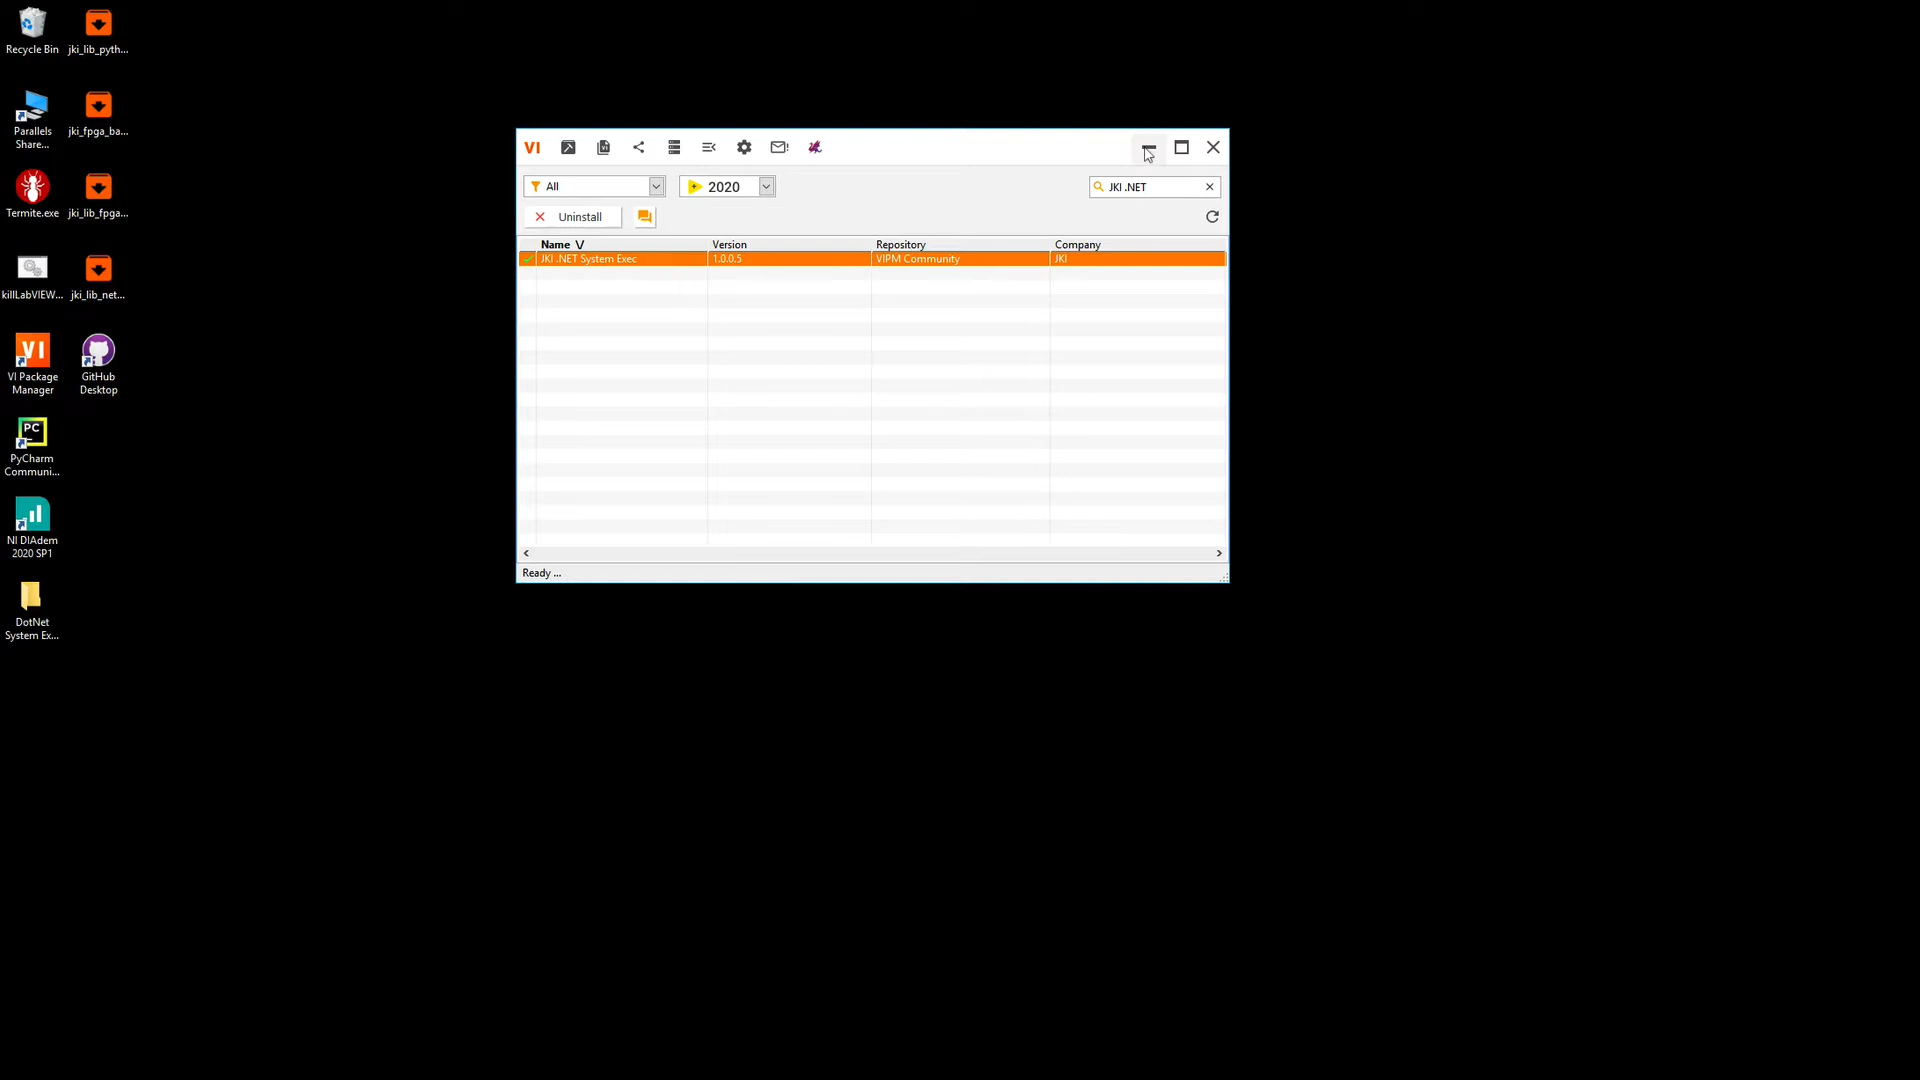 Recycle Bin
jki_lib_pyth...
Parallels
Share...
jki_fpga_ba...
Termite.exe
jki_lib_fpga...
killLabVIEW...
jki_lib_net...
VI
VI Package
Manager
GitHub
Desktop
PC
PyCharm
Communi...
NI DIAdem
2020 SP1
DotNet
System Ex...
VI
All
2020
JKI .NET
Uninstall
Name
Version
Repository
Company
JKI .NET System Exec
1.0.0.5
VIPM Community
JKI
Ready ...